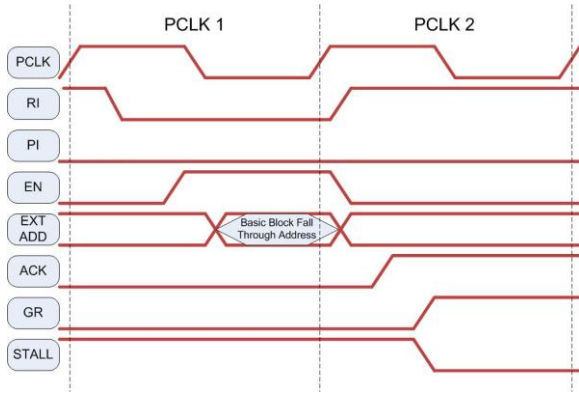 PCLK 1
PCLK 2
PCLK
RI
PI
EN
EXT
ADD
Basic Block Fall
Through Address
ACK
GR
STALL